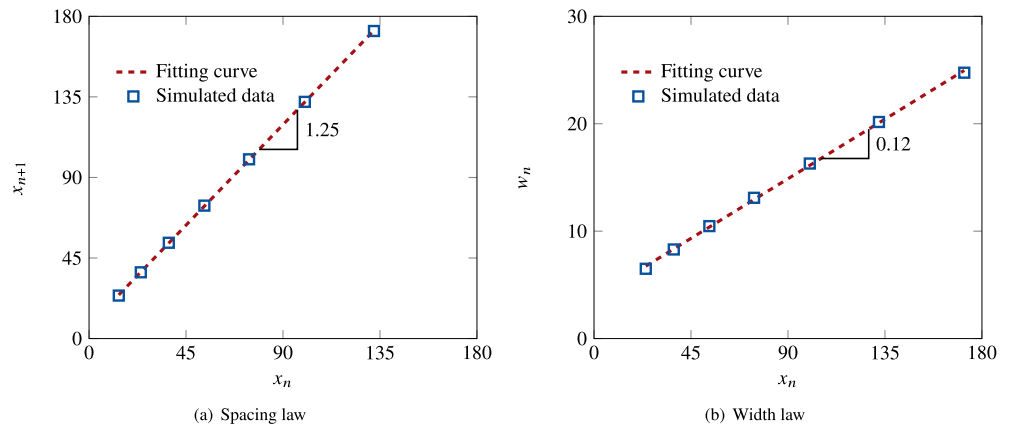 180
135
90
45
0
x_{n+1}
Fitting curve
Simulated data
1.25
0 45 90 135 180
x_n
(a) Spacing law
30
20
10
0
w_n
Fitting curve
Simulated data
0.12
0 45 90 135 180
x_n
(b) Width law